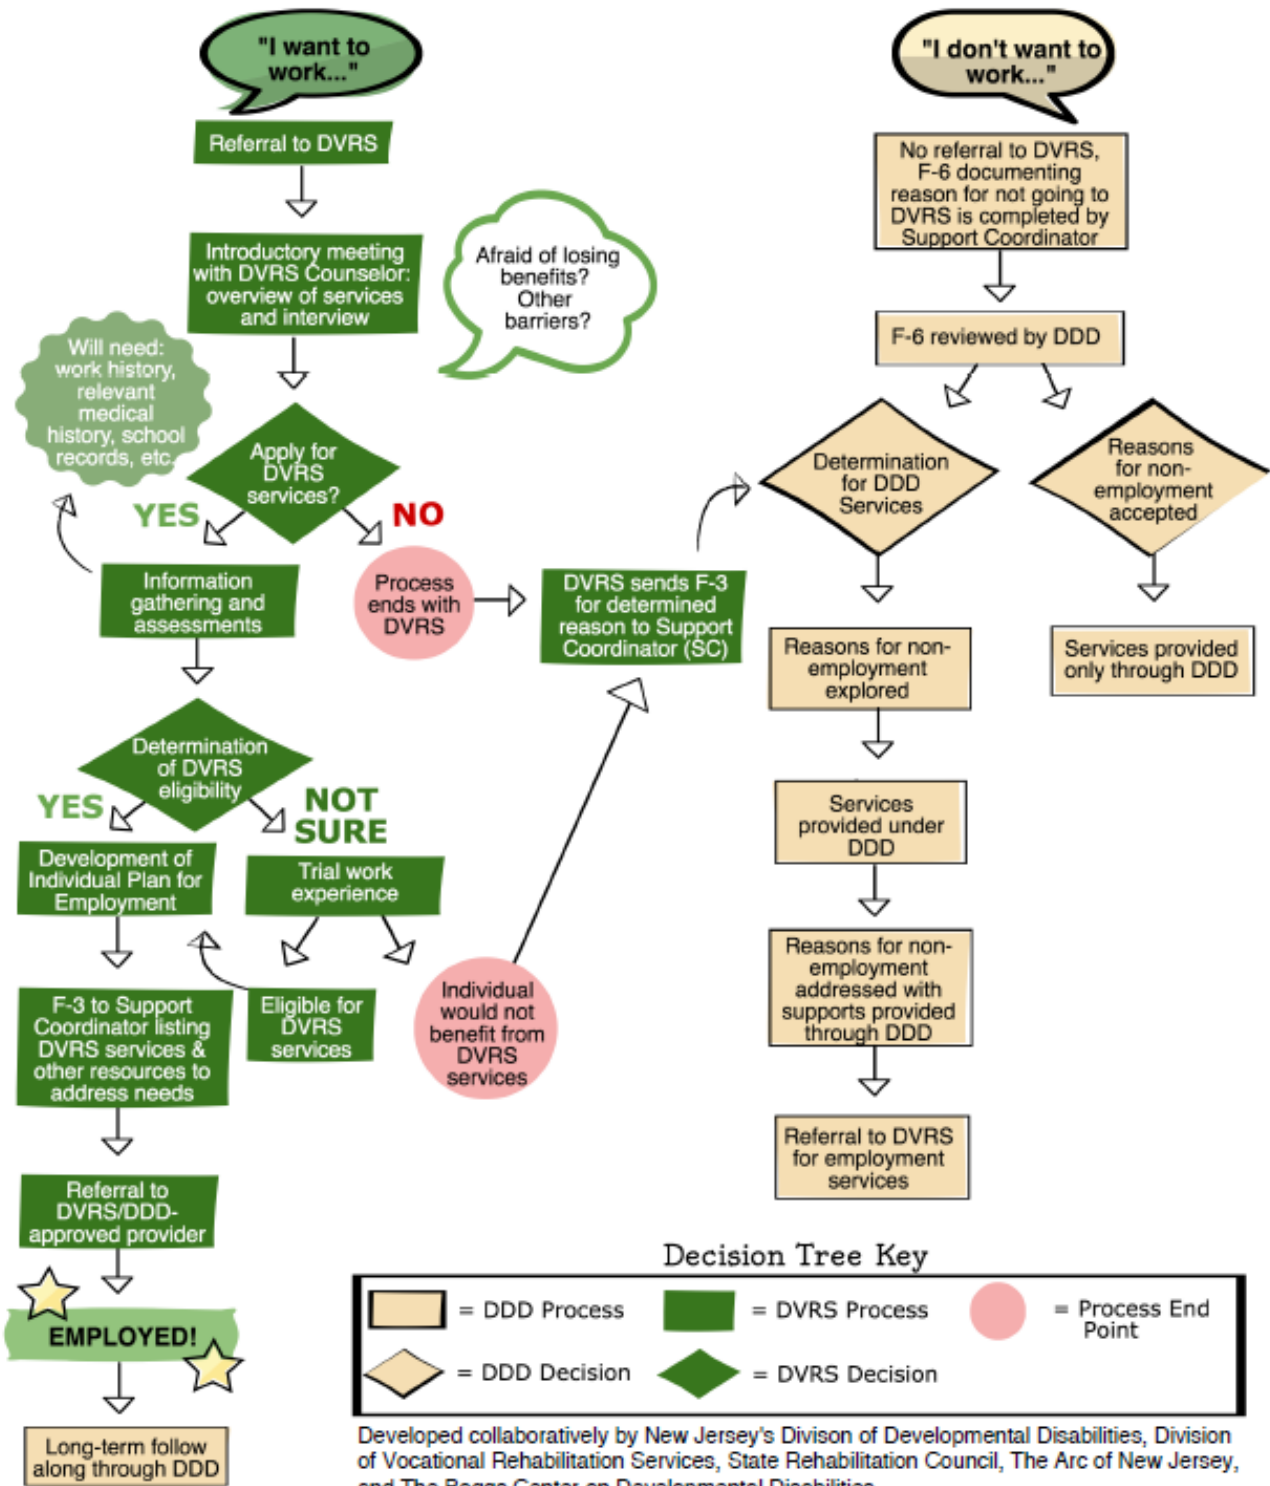 "I want to
work..."
Referral to DVRS
Introductory meeting
with DVRS Counselor:
overview of services
and interview
Afraid of losing
benefits?
Other
barriers?
Will need:
work history,
relevant
medical
history, school
records, etc.
Apply for
DVRS
services?
YES
NO
Information
gathering and
assessments
Process
ends with
DVRS
DVRS sends F-3
for determined
reason to Support
Coordinator (SC)
Determination
of DVRS
eligibility
YES
NOT
SURE
Development of
Individual Plan for
Employment
Trial work
experience
F-3 to Support
Coordinator listing
DVRS services &
other resources to
address needs
Eligible for
DVRS
services
Individual
would not
benefit from
DVRS
services
Referral to
DVRS/DDD-
approved provider
EMPLOYED!
Long-term follow
along through DDD
"I don't want to
work..."
No referral to DVRS,
F-6 documenting
reason for not going to
DVRS is completed by
Support Coordinator
F-6 reviewed by DDD
Determination
for DDD
Services
Reasons
for non-
employment
accepted
Reasons for non-
employment
explored
Services provided
only through DDD
Services
provided under
DDD
Reasons for non-
employment
addressed with
supports provided
through DDD
Referral to DVRS
for employment
services
Decision Tree Key
= DDD Process
= DVRS Process
= Process End
Point
= DDD Decision
= DVRS Decision
Developed collaboratively by New Jersey's Divison of Developmental Disabilities, Division
of Vocational Rehabilitation Services, State Rehabilitation Council, The Arc of New Jersey,
and The Boggs Center on Developmental Disabilities